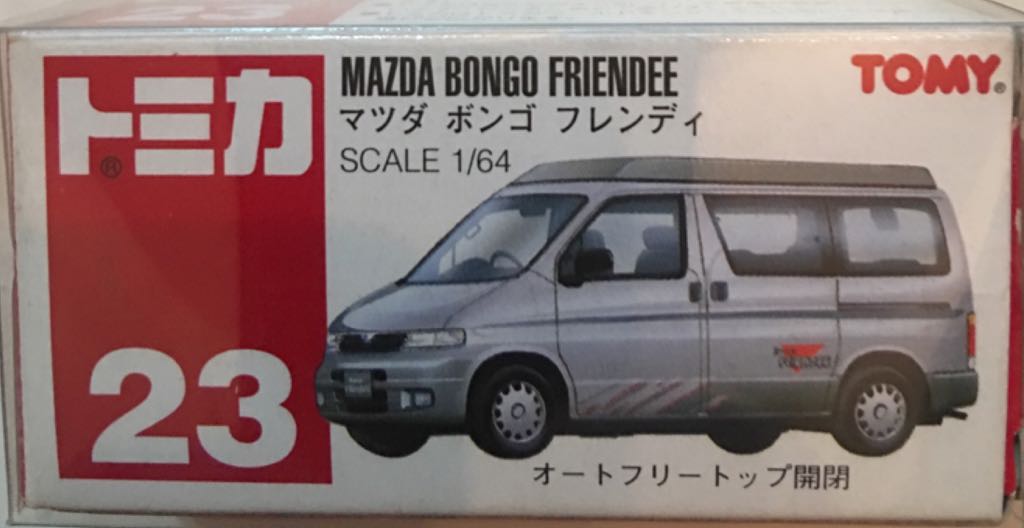 トミカ®
23
MAZDA BONGO FRIENDEE
マツダ ボンゴ フレンディ
SCALE 1/64
TOMY®
オートフリートップ開閉